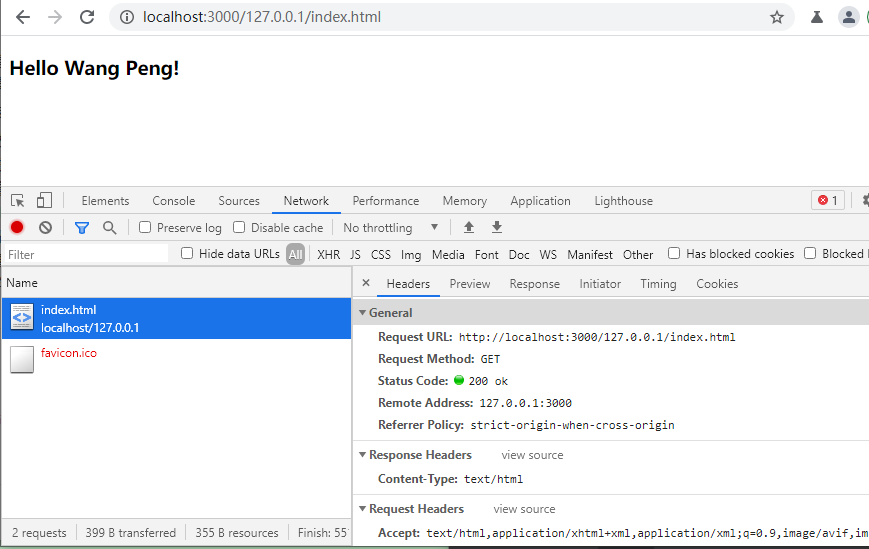 localhost:3000/127.0.0.1/index.html
Hello Wang Peng!
Elements Console Sources Network Performance Memory Application Lighthouse 1
Preserve log Disable cache No throttling
Filter Hide data URLs All XHR JS CSS Img Media Font Doc WS Manifest Other Has blocked cookies Blocked
Name × Headers Preview Response Initiator Timing Cookies
index.html
localhost/127.0.0.1
favicon.ico
General
Request URL: http://localhost:3000/127.0.0.1/index.html
Request Method: GET
Status Code: 200 ok
Remote Address: 127.0.0.1:3000
Referrer Policy: strict-origin-when-cross-origin
Response Headers view source
Content-Type: text/html
Request Headers view source
Accept: text/html,application/xhtml+xml,application/xml;q=0.9,image/avif,im
2 requests 399 B transferred 355 B resources Finish: 55